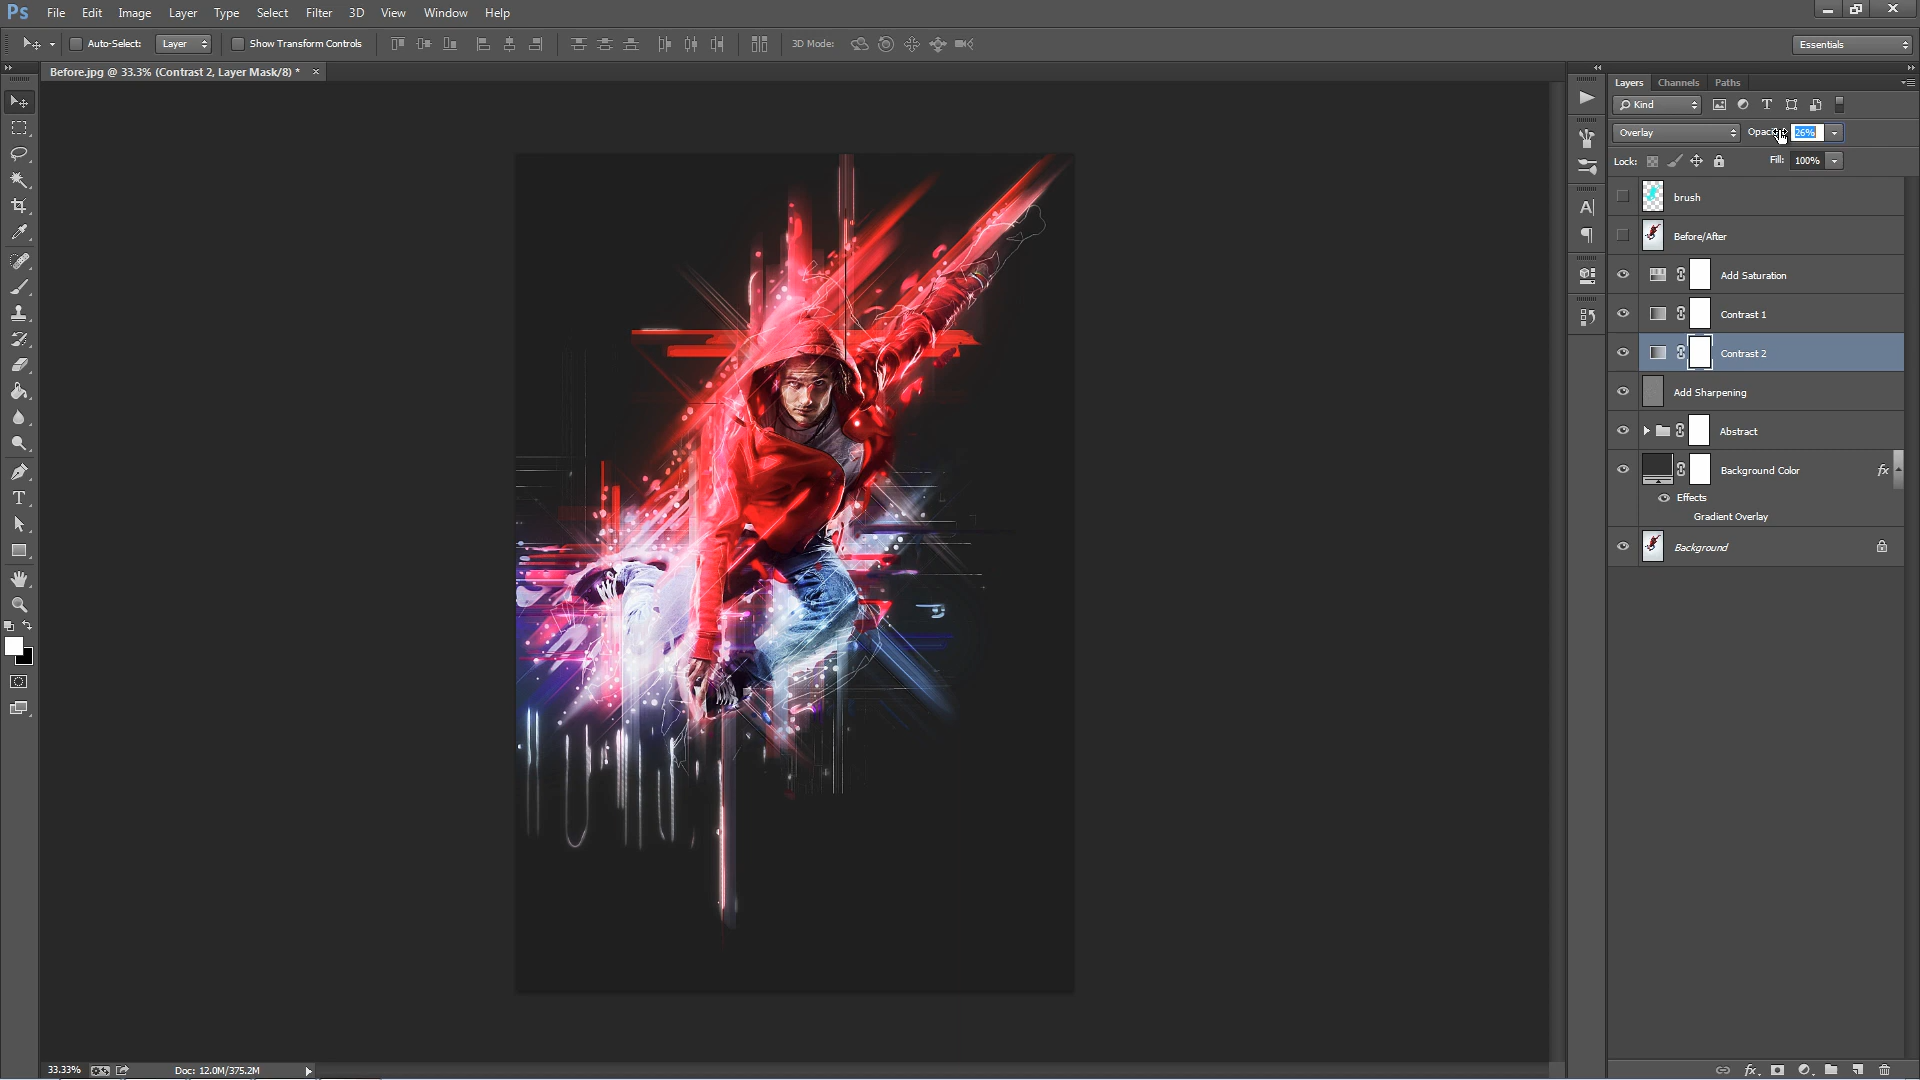 Ps File Edit Image Layer Type Select Filter 3D View Window Help
Auto-Select: Layer Show Transform Controls 3D Mode: Essentials
Before.jpg @ 33.3% (Contrast 2, Layer Mask/8) * ×
Layers Channels Paths
Kind
Overlay Opacity 26%
Lock: Fill: 100%
brush
Before/After
Add Saturation
Contrast 1
Contrast 2
Add Sharpening
Abstract
Background Color fx
Effects
Gradient Overlay
Background
33.33% Doc: 12.0M/375.2M